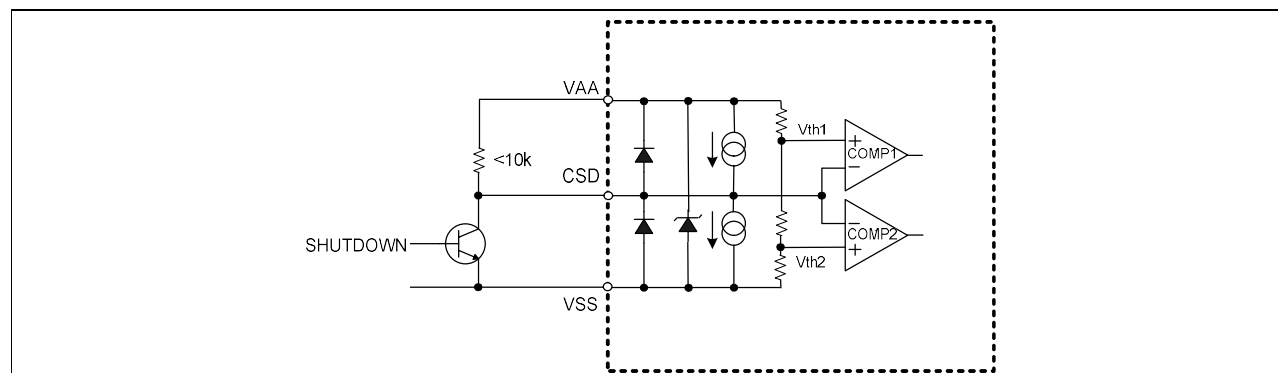 VAA
Vth1
+
COMP1
−
<10k
CSD
−
COMP2
+
SHUTDOWN
Vth2
VSS